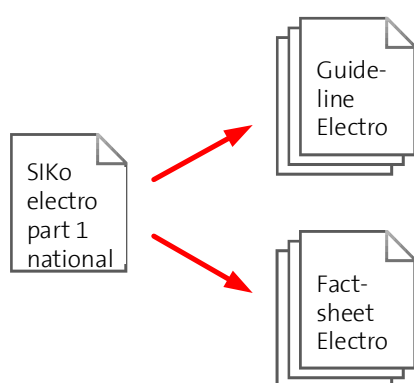 SIKo
electro
part 1
national
Guide-
line
Electro
Fact-
sheet
Electro